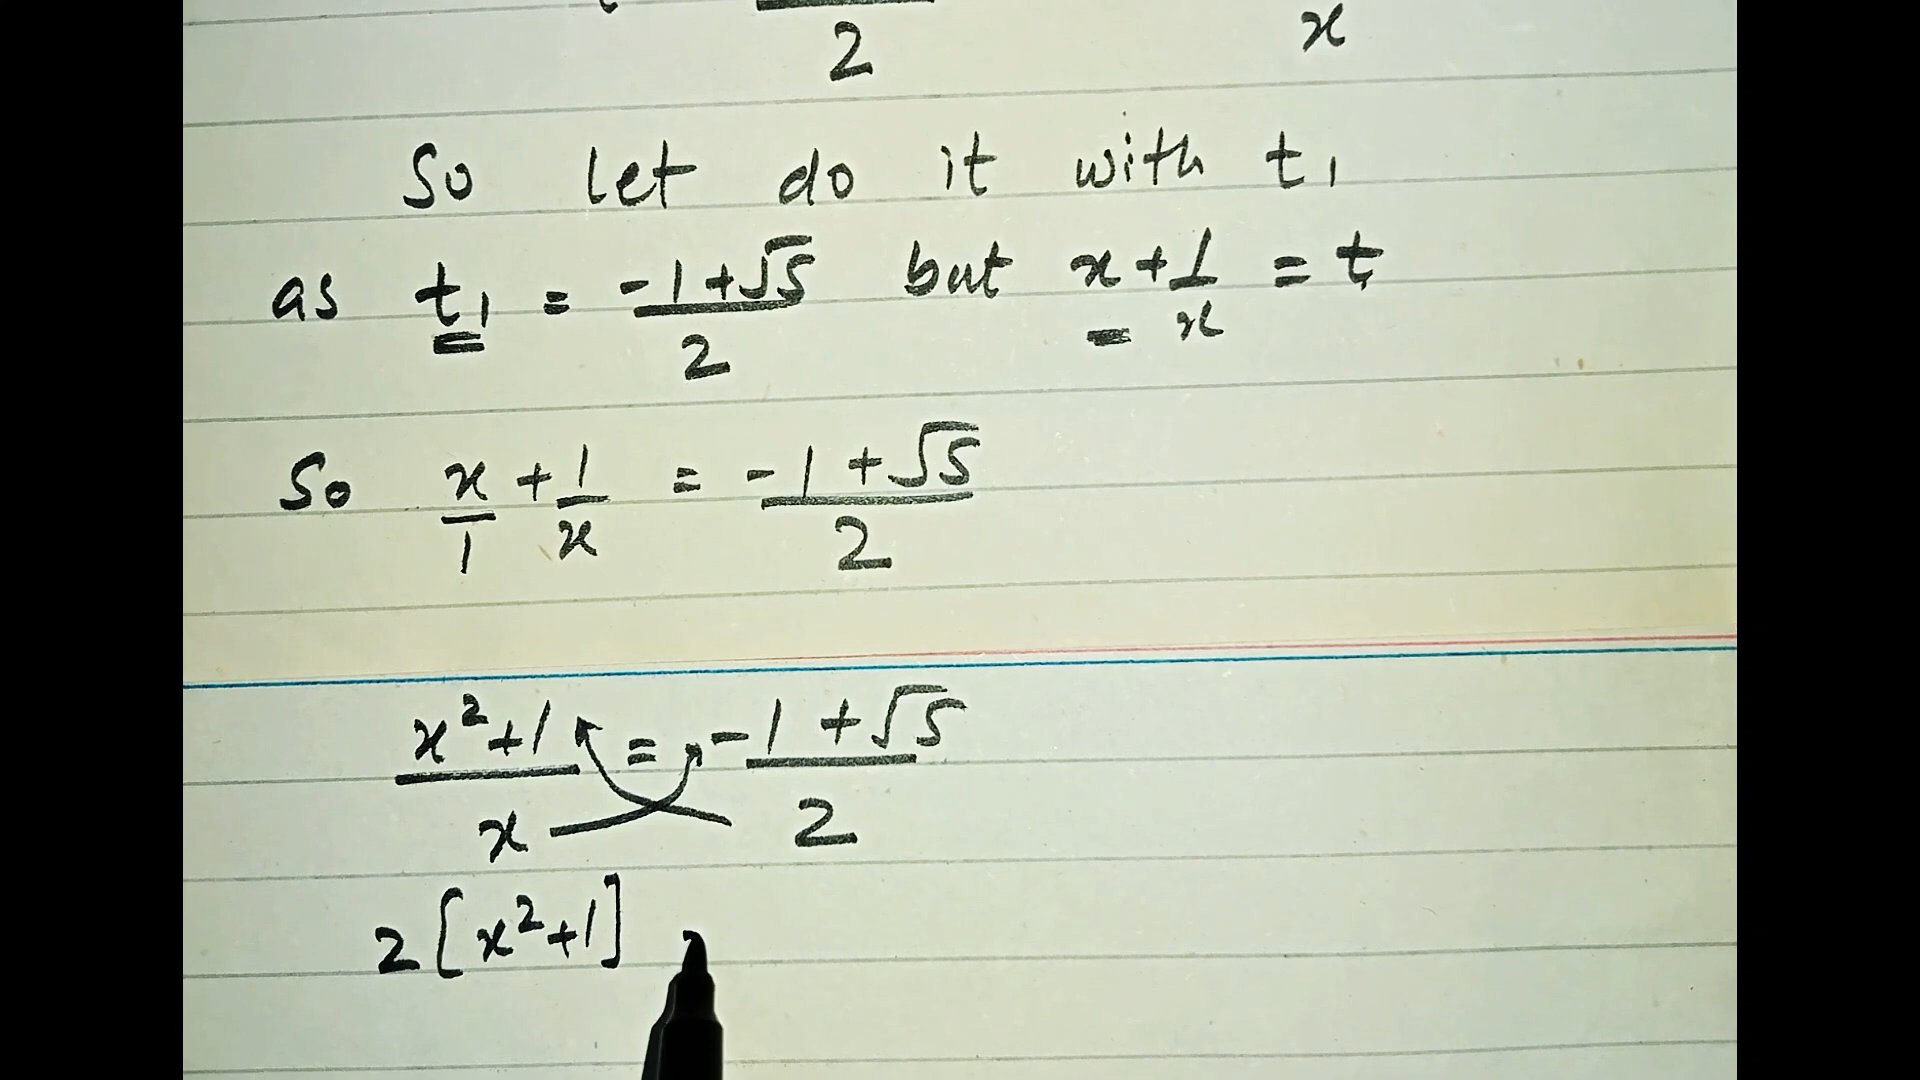 2 x
So let do it with t₁
as t₁ = -1+√5/2 but x+1/x = t
So x/1 + 1/x = -1+√5/2
x²+1/x = -1+√5/2
2[x²+1]